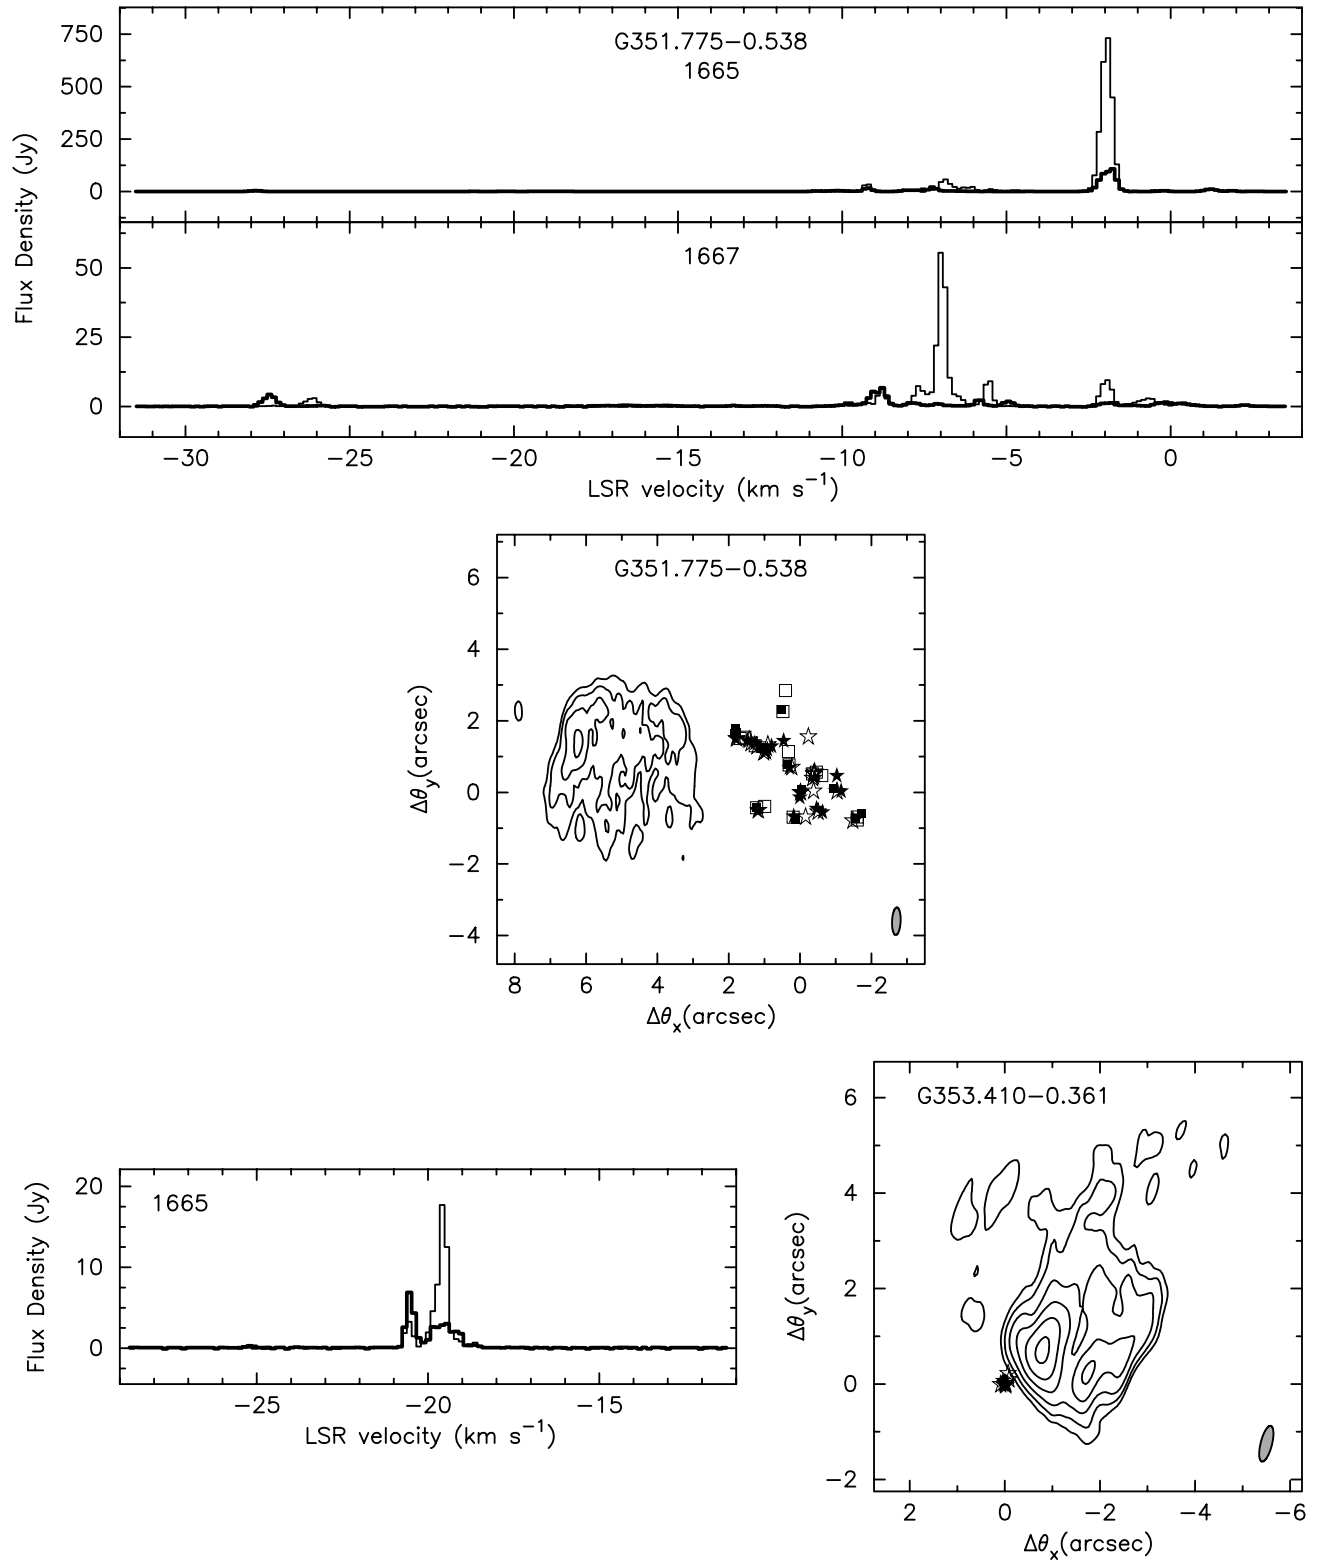 G351.775−0.538
1665
750
500
250
0
1667
50
25
0
Flux Density (Jy)
−30 −25 −20 −15 −10 −5 0
LSR velocity (km s⁻¹)
G351.775−0.538
6
4
2
0
−2
−4
Δθy(arcsec)
8 6 4 2 0 −2
Δθx(arcsec)
1665
20
10
0
Flux Density (Jy)
−25 −20 −15
LSR velocity (km s⁻¹)
G353.410−0.361
6
4
2
0
−2
Δθy(arcsec)
2 0 −2 −4 −6
Δθx(arcsec)